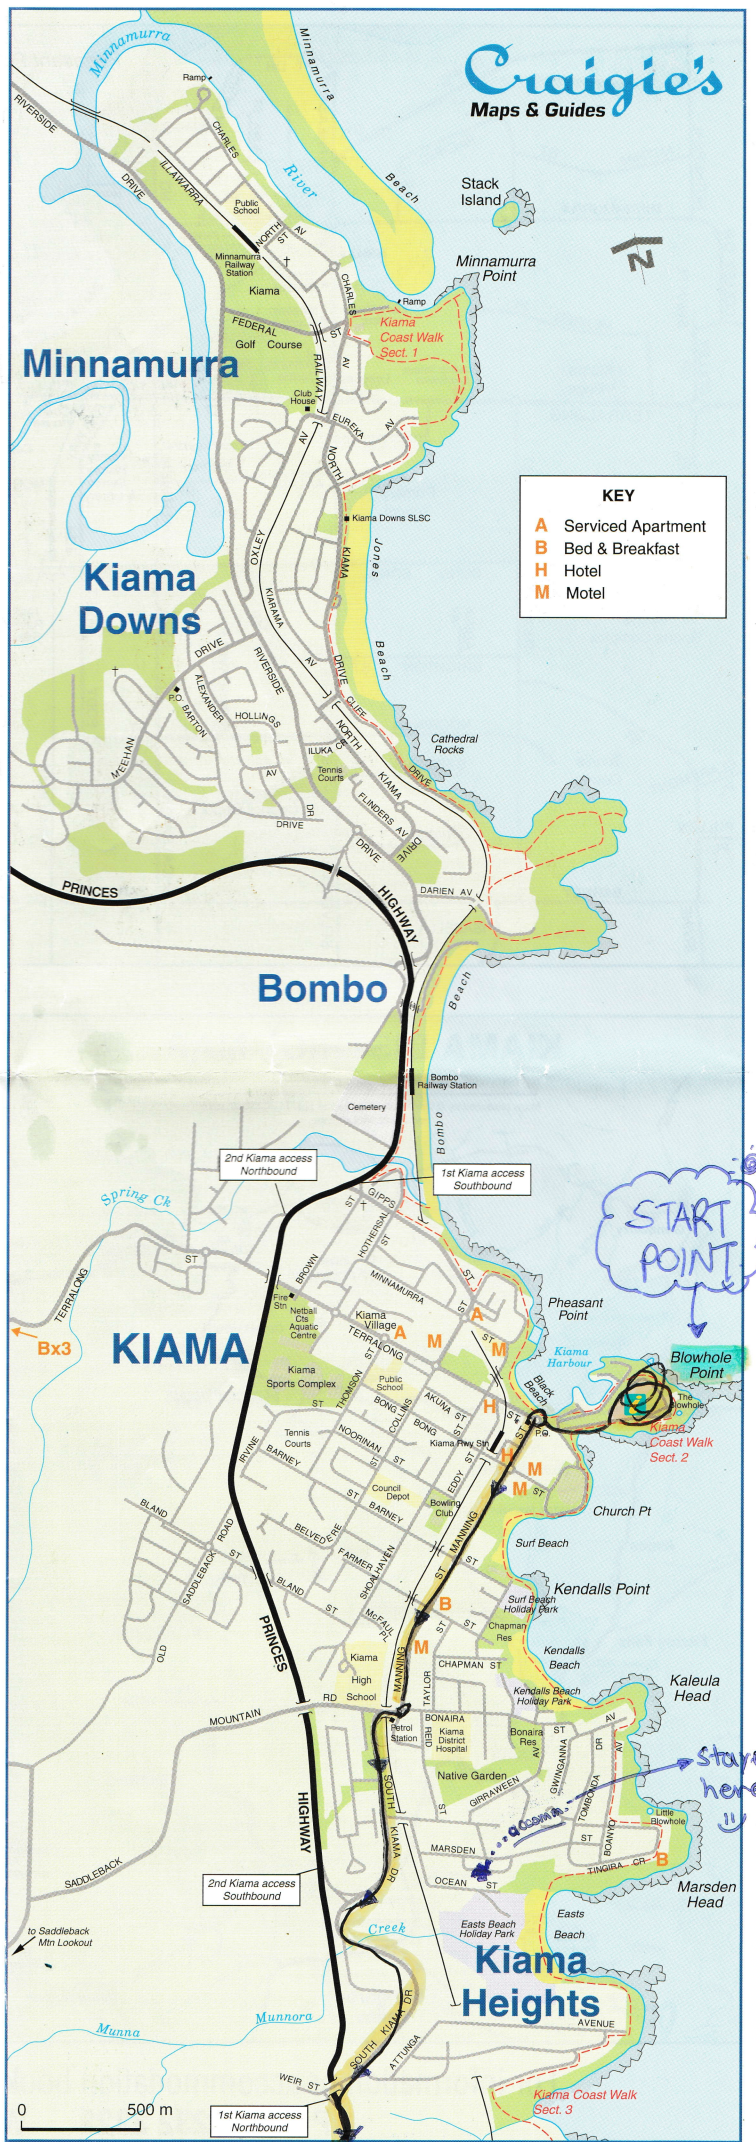 Craigie's
Maps & Guides
Minnamurra
Minnamurra
Beach
River
Ramp
RIVERSIDE
DRIVE
CHARLES
ILLAWARRA
Public
School
NORTH
ST
AV
Minnamurra
Railway
Station
Stack
Island
N
Minnamurra
Point
Kiama
CHARLES
Ramp
Kiama
Coast Walk
Sect. 1
FEDERAL
ST
Golf Course
RAILWAY
AV
Minnamurra
Club
House
EUREKA
AV
AV
NORTH
KEY
A Serviced Apartment
B Bed & Breakfast
H Hotel
M Motel
Kiama Downs SLSC
OXLEY
KIAMA
Jones
Beach
Kiama
Downs
KIARAMA
AV
DRIVE
DRIVE
RIVERSIDE
CLIFF
DRIVE
P.O.
BARTON
ALEXANDER
HOLLINGS
AV
DR
DRIVE
MEEHAN
ILUKA
CR
NORTH
KIAMA
Tennis
Courts
FLINDERS AV
DRIVE
DRIVE
Cathedral
Rocks
PRINCES
HIGHWAY
DARIEN AV
Bombo
Beach
Bombo
Railway Station
Cemetery
Bombo
2nd Kiama access
Northbound
1st Kiama access
Southbound
Spring Ck
ST
GIPPS
ST
HOTHERSAL
ST
START
POINT
TERRALONG
ST
BROWN
MINNAMURRA
ST
ST
Pheasant
Point
Fire
Stn
Netball
Cts
Aquatic
Centre
Kiama
Village
A
A
M
M
TERRALONG
ST
Bx3
KIAMA
Kiama
Harbour
Blowhole
Point
The
Blowhole
Kiama
Sports Complex
ST
THOMSON
Public
School
BONG
BONG
COLLINS
ST
AKUNA
ST
H
Black
Beach
ST
ST
P.O.
Kiama Rwy Stn
Kiama
Coast Walk
Sect. 2
IRVINE
Tennis
Courts
BARNEY
ST
NOORINAN
ST
EDDY
ST
H
M
M
ST
Church Pt
Council
Depot
BARNEY
ST
Bowling
Club
MANNING
ST
ST
BLAND
ROAD
BELVEDERE
FARMER
SHOALHAVEN
Surf Beach
SADDLEBACK
ST
BLAND
ST
McFAUL
PL
B
M
ST
ST
Surf Beach
Holiday Park
Kendalls Point
Chapman
Res
OLD
PRINCES
Kiama
High
School
MANNING
CHAPMAN ST
TAYLOR
Kendalls
Beach
Kendalls Beach
Holiday Park
Kaleula
Head
MOUNTAIN
RD
Petrol
Station
BONAIRA
REID
Kiama
District
Hospital
Bonaira
Res
AV
ST
GWINGANNA
DR
TOMBONDA
AV
AV
HIGHWAY
SOUTH
KIAMA
DR
Native Garden
GIRRAWEEN
ST
BOANYO
ST
Little
Blowhole
accomm.
here
MARSDEN
OCEAN ST
TINGIRA CR
B
Marsden
Head
SADDLEBACK
2nd Kiama access
Southbound
to Saddleback
Mtn Lookout
Creek
Easts Beach
Holiday Park
Easts
Beach
Kiama
Heights
Munna
Munnora
SOUTH KIAMA DR
ATTUNGA
AVENUE
WEIR ST
0 500 m
1st Kiama access
Northbound
Kiama Coast Walk
Sect. 3